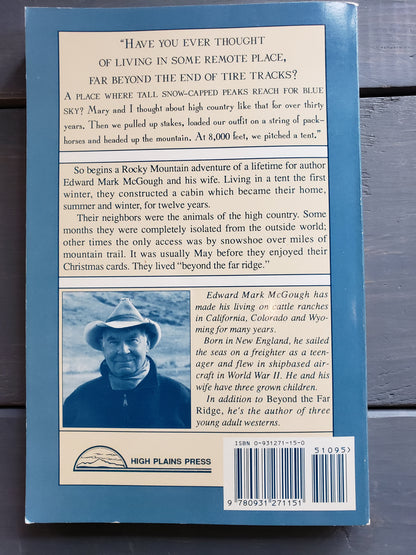 "Have you ever thought
of living in some remote place,
far beyond the end of tire tracks?
A place where tall snow-capped peaks reach for blue
sky? Mary and I thought about high country like that for over thirty
years. Then we pulled up stakes, loaded our outfit on a string of pack-
horses and headed up the mountain. At 8,000 feet, we pitched a tent."
So begins a Rocky Mountain adventure of a lifetime for author
Edward Mark McGough and his wife. Living in a tent the first
winter, they constructed a cabin which became their home,
summer and winter, for twelve years.
Their neighbors were the animals of the high country. Some
months they were completely isolated from the outside world;
other times the only access was by snowshoe over miles of
mountain trail. It was usually May before they enjoyed their
Christmas cards. They lived "beyond the far ridge."
Edward Mark McGough has
made his living on cattle ranches
in California, Colorado and Wyo-
ming for many years.
Born in New England, he sailed
the seas on a freighter as a teen-
ager and flew in shipbased air-
craft in World War II. He and his
wife have three grown children.
In addition to Beyond the Far
Ridge, he's the author of three
young adult westerns.
HIGH PLAINS PRESS
ISBN 0-931271-15-0
51095>
9 780931 271151